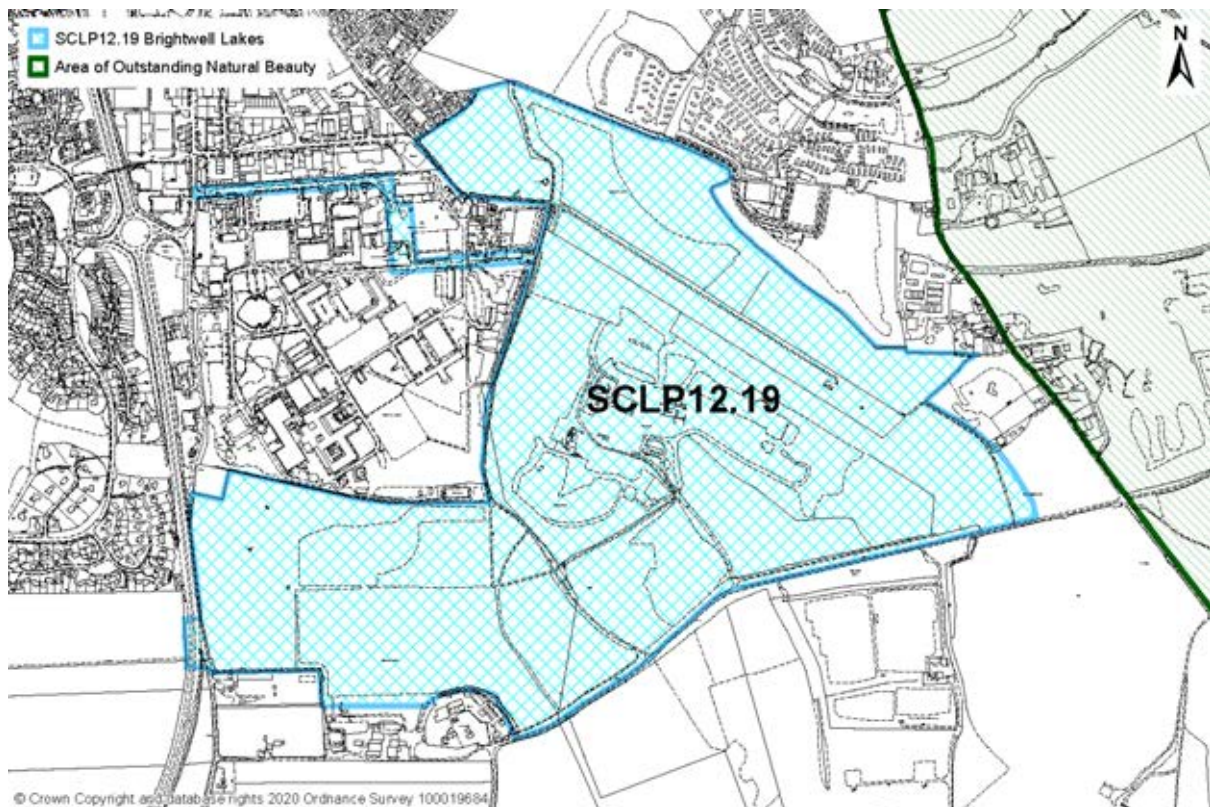 SCLP12.19 Brightwell Lakes
Area of Outstanding Natural Beauty
N
SCLP12.19
© Crown Copyright and database rights 2020 Ordnance Survey 100019684